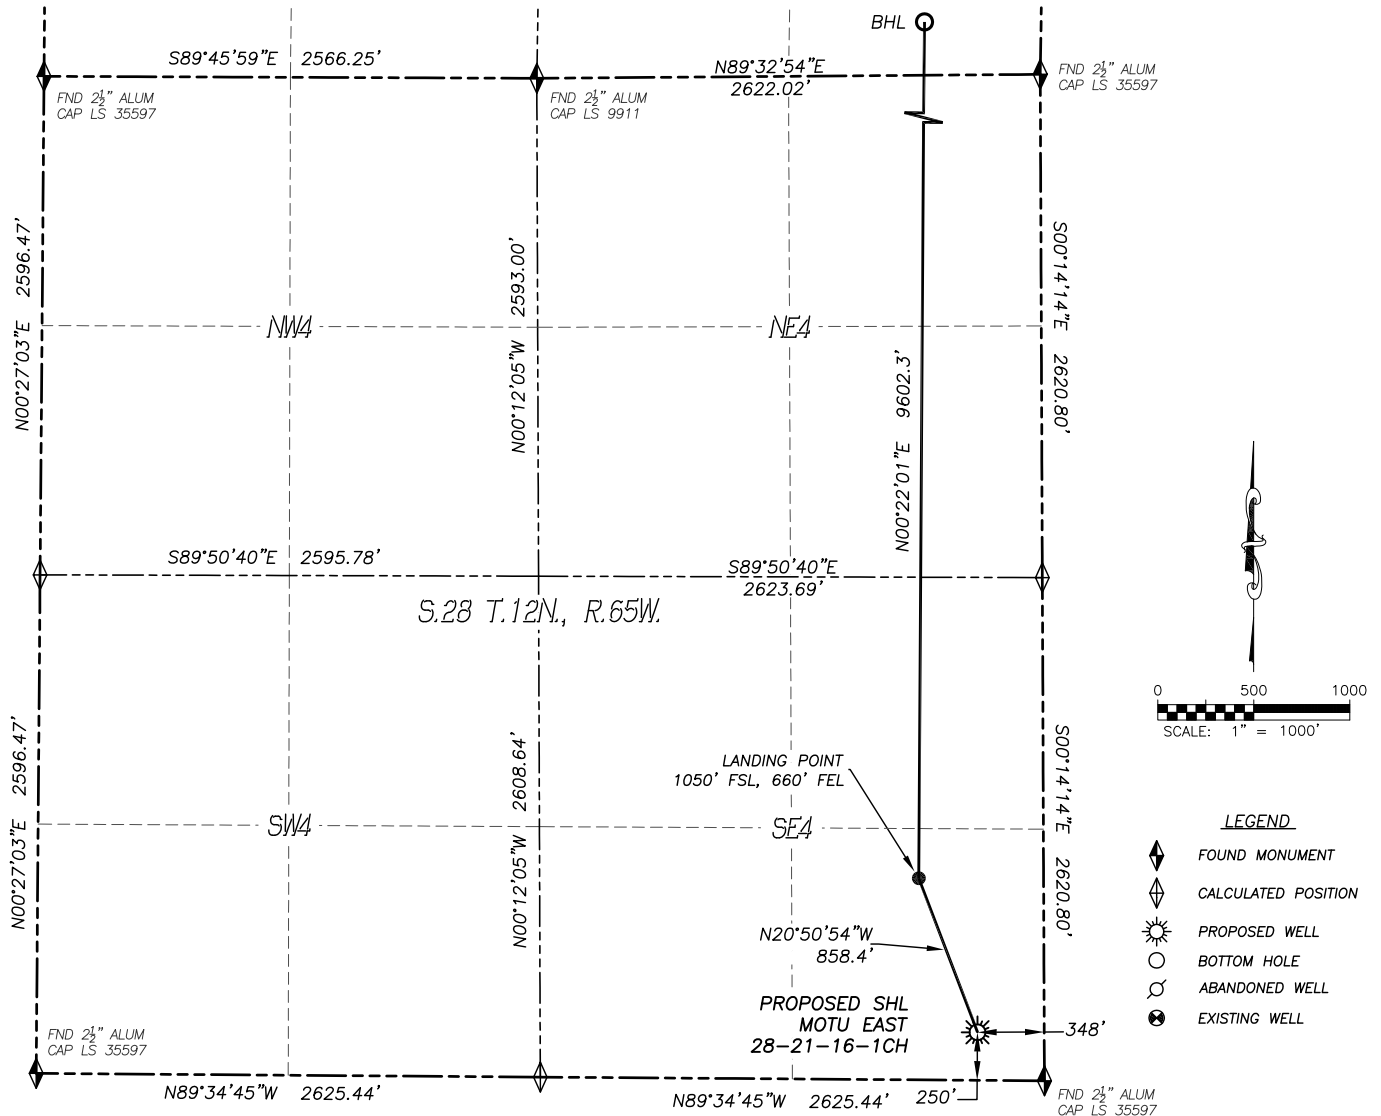 BHL
S89°45'59"E 2566.25'
N89°32'54"E
2622.02'
FND 2½" ALUM
CAP LS 35597
FND 2½" ALUM
CAP LS 9911
FND 2½" ALUM
CAP LS 35597
N00°27'03"E 2596.47'
N00°12'05"W 2593.00'
N00°22'01"E 9602.3'
S00°14'14"E 2620.80'
NW4
NE4
S89°50'40"E 2595.78'
S89°50'40"E
2623.69'
S.28 T.12N., R.65W.
0 500 1000
SCALE: 1" = 1000'
N00°27'03"E 2596.47'
N00°12'05"W 2608.64'
S00°14'14"E 2620.80'
LANDING POINT
1050' FSL, 660' FEL
SW4
SE4
N20°50'54"W
858.4'
PROPOSED SHL
MOTU EAST
28-21-16-1CH
348'
250'
LEGEND
FOUND MONUMENT
CALCULATED POSITION
PROPOSED WELL
BOTTOM HOLE
ABANDONED WELL
EXISTING WELL
FND 2½" ALUM
CAP LS 35597
N89°34'45"W 2625.44'
N89°34'45"W 2625.44'
FND 2½" ALUM
CAP LS 35597